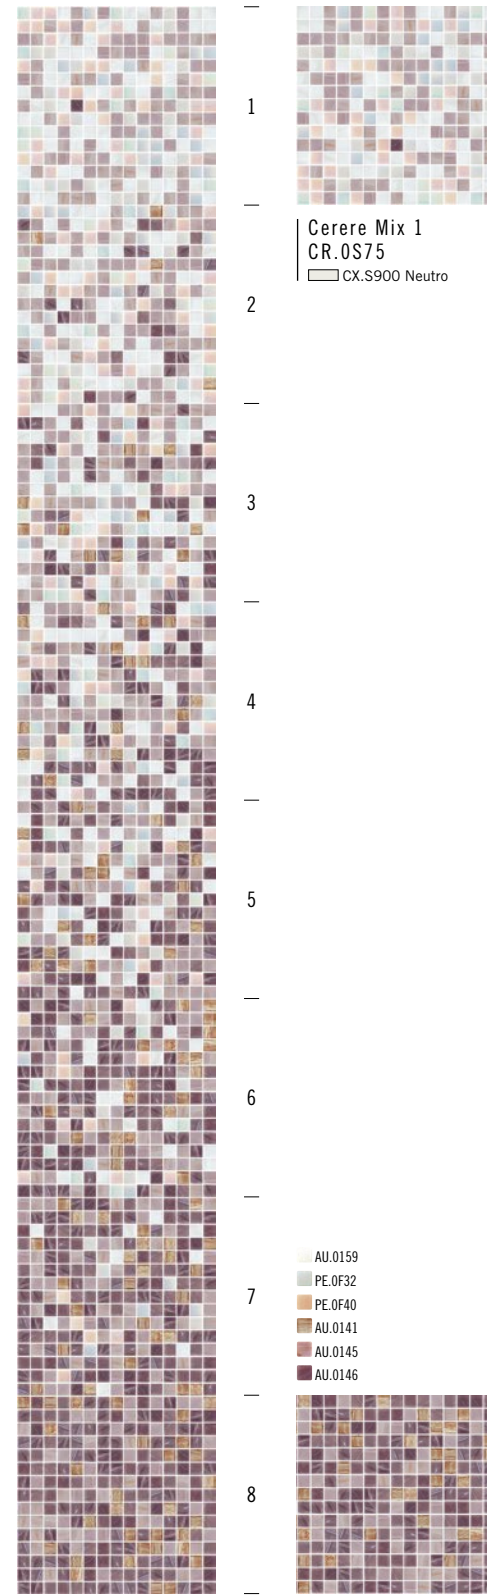 1
Cerere Mix 1
CR.0S75
CX.S900 Neutro
2
3
4
5
6
AU.0159
PE.0F32
7
PE.0F40
AU.0141
AU.0145
AU.0146
8